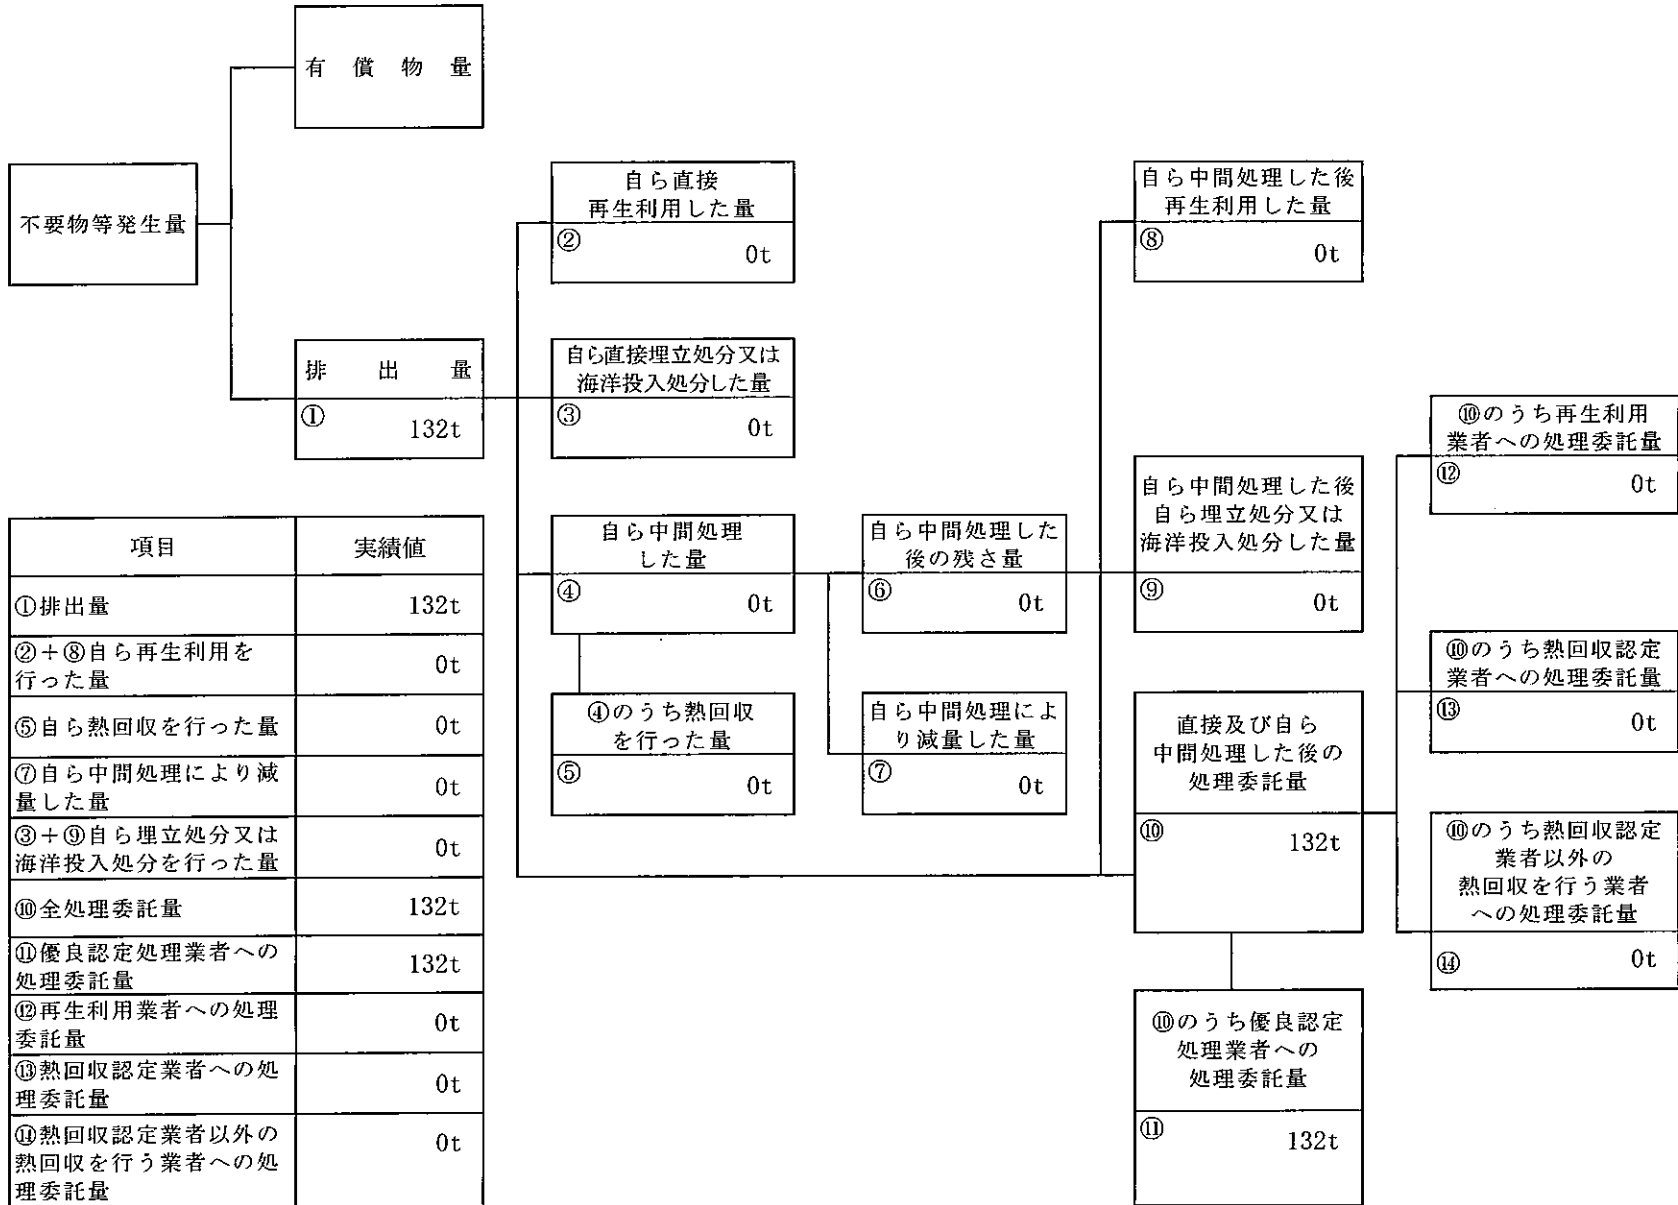 有償物量
不要物等発生量
排出量
① 132t
自ら直接
再生利用した量
② 0t
自ら直接埋立処分又は
海洋投入処分した量
③ 0t
自ら中間処理
した量
④ 0t
④のうち熱回収
を行った量
⑤ 0t
自ら中間処理した
後の残さ量
⑥ 0t
自ら中間処理によ
り減量した量
⑦ 0t
自ら中間処理した後
再生利用した量
⑧ 0t
自ら中間処理した後
自ら埋立処分又は
海洋投入処分した量
⑨ 0t
直接及び自ら
中間処理した後の
処理委託量
⑩ 132t
⑩のうち優良認定
処理業者への
処理委託量
⑪ 132t
⑩のうち再生利用
業者への処理委託量
⑫ 0t
⑩のうち熱回収認定
業者への処理委託量
⑬ 0t
⑩のうち熱回収認定
業者以外の
熱回収を行う業者
への処理委託量
⑭ 0t
項目 実績値
①排出量 132t
②+⑧自ら再生利用を
行った量 0t
⑤自ら熱回収を行った量 0t
⑦自ら中間処理により減
量した量 0t
③+⑨自ら埋立処分又は
海洋投入処分を行った量 0t
⑩全処理委託量 132t
⑪優良認定処理業者への
処理委託量 132t
⑫再生利用業者への処理
委託量 0t
⑬熱回収認定業者への処
理委託量 0t
⑭熱回収認定業者以外の
熱回収を行う業者への処
理委託量 0t